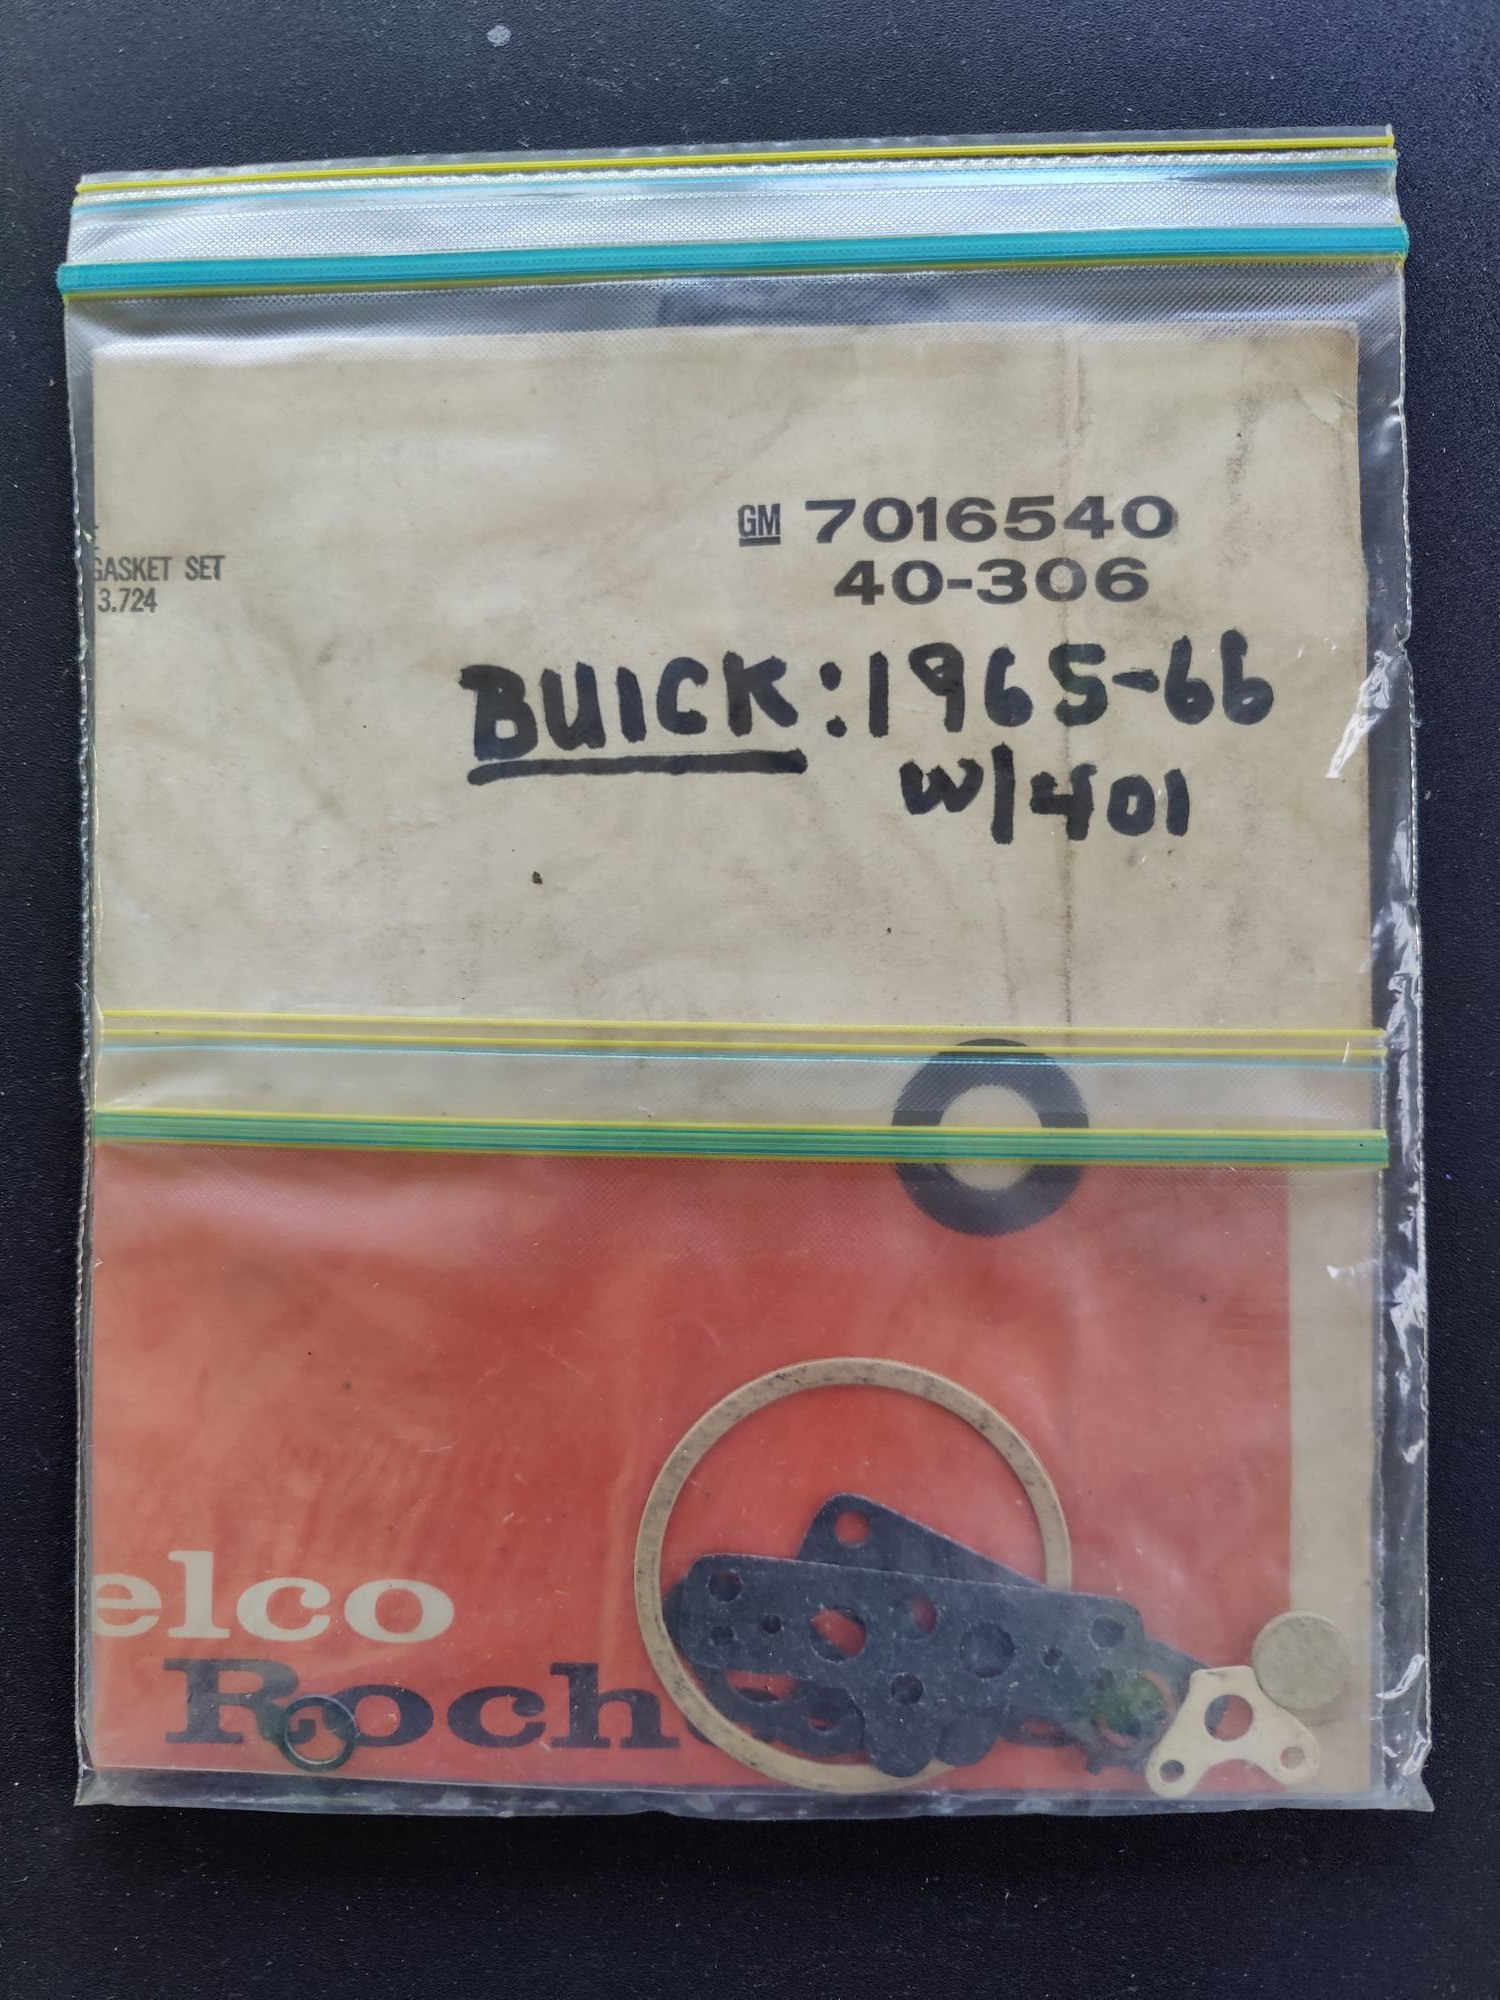 GM 7016540
40-306
GASKET SET
3.724
BUICK: 1965-66
W/401
elco
Roch